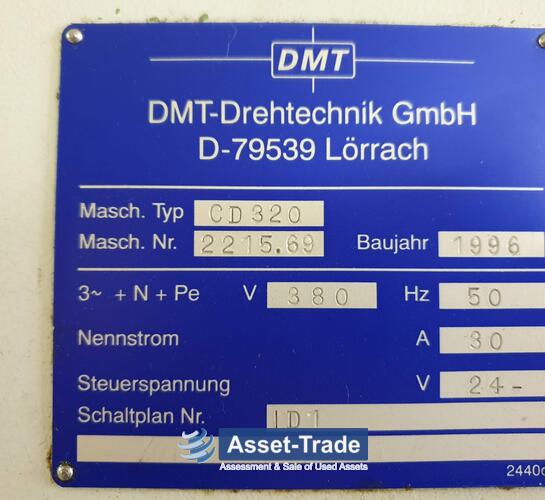 DMT
DMT-Drehtechnik GmbH
D-79539 Lörrach
Masch. Typ CD320
Masch. Nr. 2215.69 Baujahr 1996
3~ + N + Pe V 380 Hz 50
Nennstrom A 30
Steuerspannung V 24-
Schaltplan Nr. ID1
Asset-Trade
Assessment & Sale of Used Assets